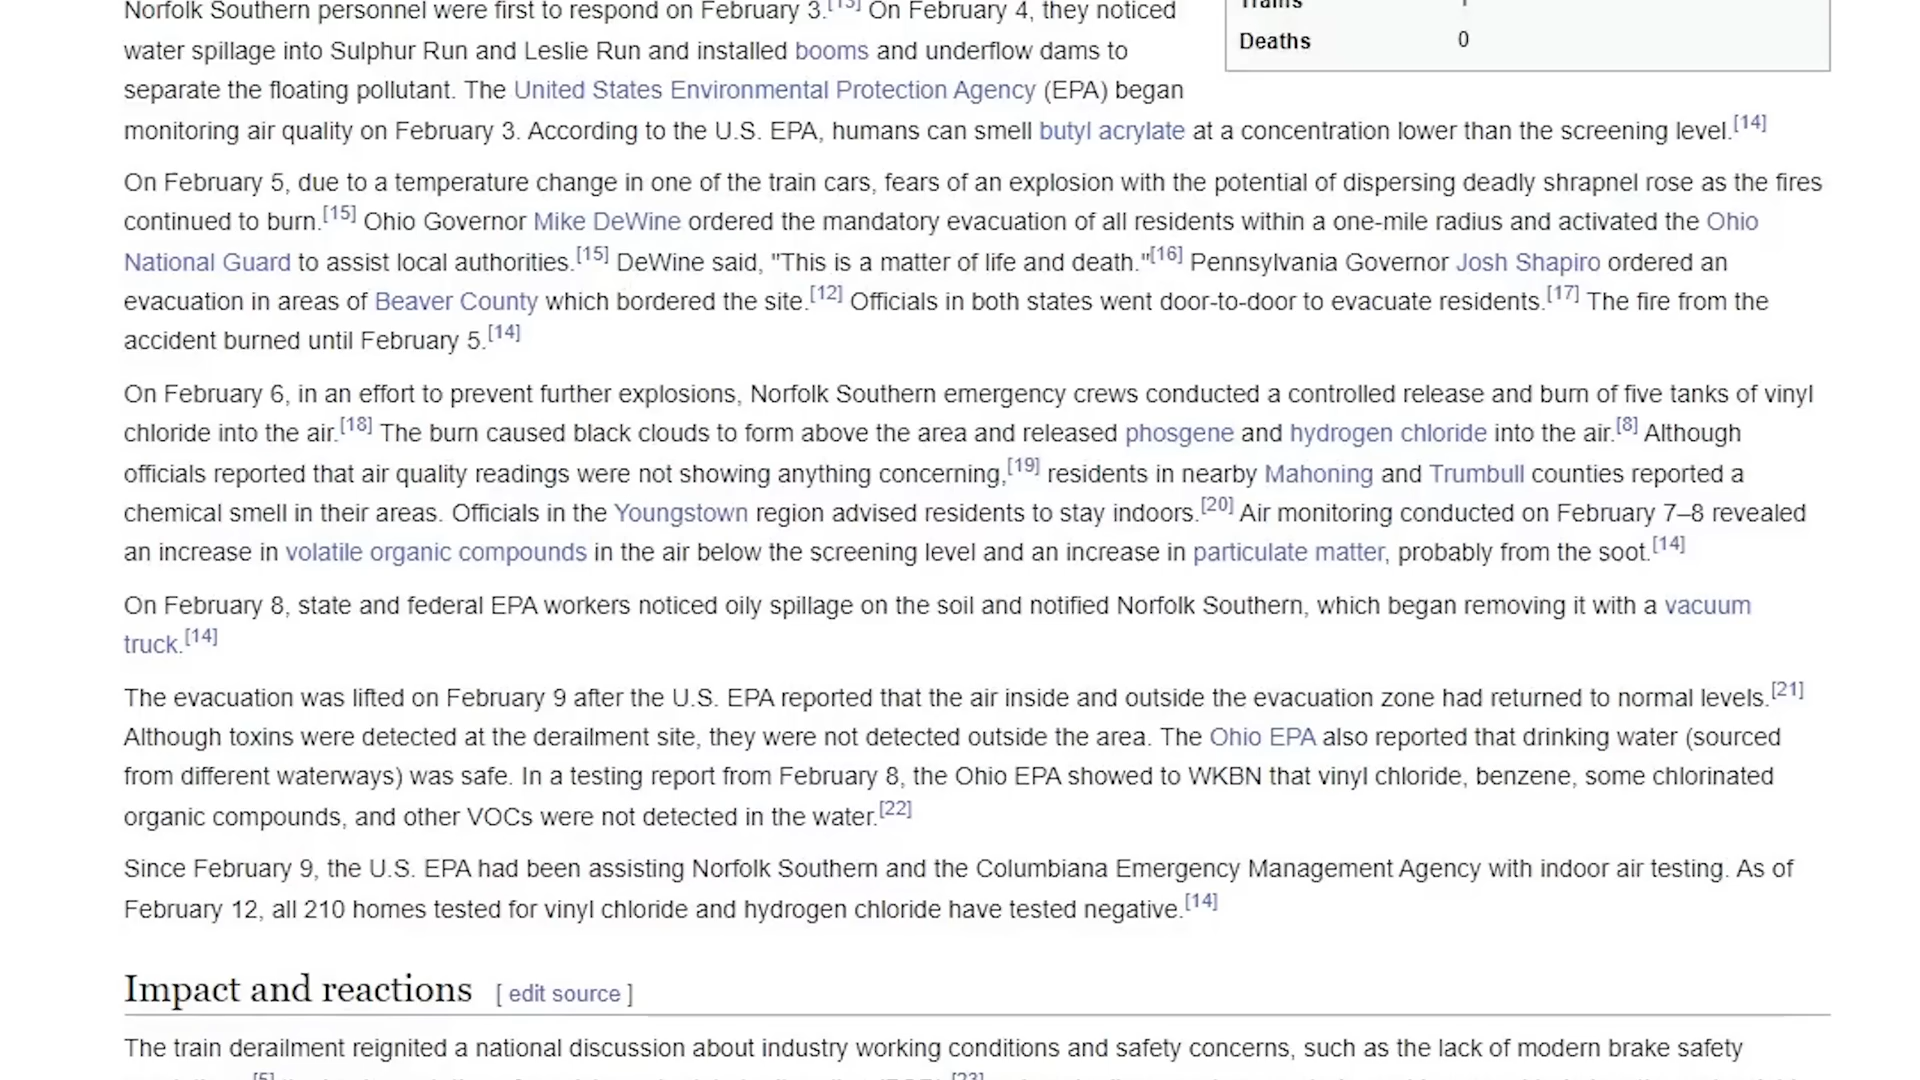 Norfolk Southern personnel were first to respond on February 3.[13] On February 4, they noticed
water spillage into Sulphur Run and Leslie Run and installed booms and underflow dams to
separate the floating pollutant. The United States Environmental Protection Agency (EPA) began
monitoring air quality on February 3. According to the U.S. EPA, humans can smell butyl acrylate at a concentration lower than the screening level.[14]
Trains
Deaths 0
On February 5, due to a temperature change in one of the train cars, fears of an explosion with the potential of dispersing deadly shrapnel rose as the fires
continued to burn.[15] Ohio Governor Mike DeWine ordered the mandatory evacuation of all residents within a one-mile radius and activated the Ohio
National Guard to assist local authorities.[15] DeWine said, "This is a matter of life and death."[16] Pennsylvania Governor Josh Shapiro ordered an
evacuation in areas of Beaver County which bordered the site.[12] Officials in both states went door-to-door to evacuate residents.[17] The fire from the
accident burned until February 5.[14]
On February 6, in an effort to prevent further explosions, Norfolk Southern emergency crews conducted a controlled release and burn of five tanks of vinyl
chloride into the air.[18] The burn caused black clouds to form above the area and released phosgene and hydrogen chloride into the air.[8] Although
officials reported that air quality readings were not showing anything concerning,[19] residents in nearby Mahoning and Trumbull counties reported a
chemical smell in their areas. Officials in the Youngstown region advised residents to stay indoors.[20] Air monitoring conducted on February 7–8 revealed
an increase in volatile organic compounds in the air below the screening level and an increase in particulate matter, probably from the soot.[14]
On February 8, state and federal EPA workers noticed oily spillage on the soil and notified Norfolk Southern, which began removing it with a vacuum
truck.[14]
The evacuation was lifted on February 9 after the U.S. EPA reported that the air inside and outside the evacuation zone had returned to normal levels.[21]
Although toxins were detected at the derailment site, they were not detected outside the area. The Ohio EPA also reported that drinking water (sourced
from different waterways) was safe. In a testing report from February 8, the Ohio EPA showed to WKBN that vinyl chloride, benzene, some chlorinated
organic compounds, and other VOCs were not detected in the water.[22]
Since February 9, the U.S. EPA had been assisting Norfolk Southern and the Columbiana Emergency Management Agency with indoor air testing. As of
February 12, all 210 homes tested for vinyl chloride and hydrogen chloride have tested negative.[14]
Impact and reactions [ edit source ]
The train derailment reignited a national discussion about industry working conditions and safety concerns, such as the lack of modern brake safety
[5] [23]